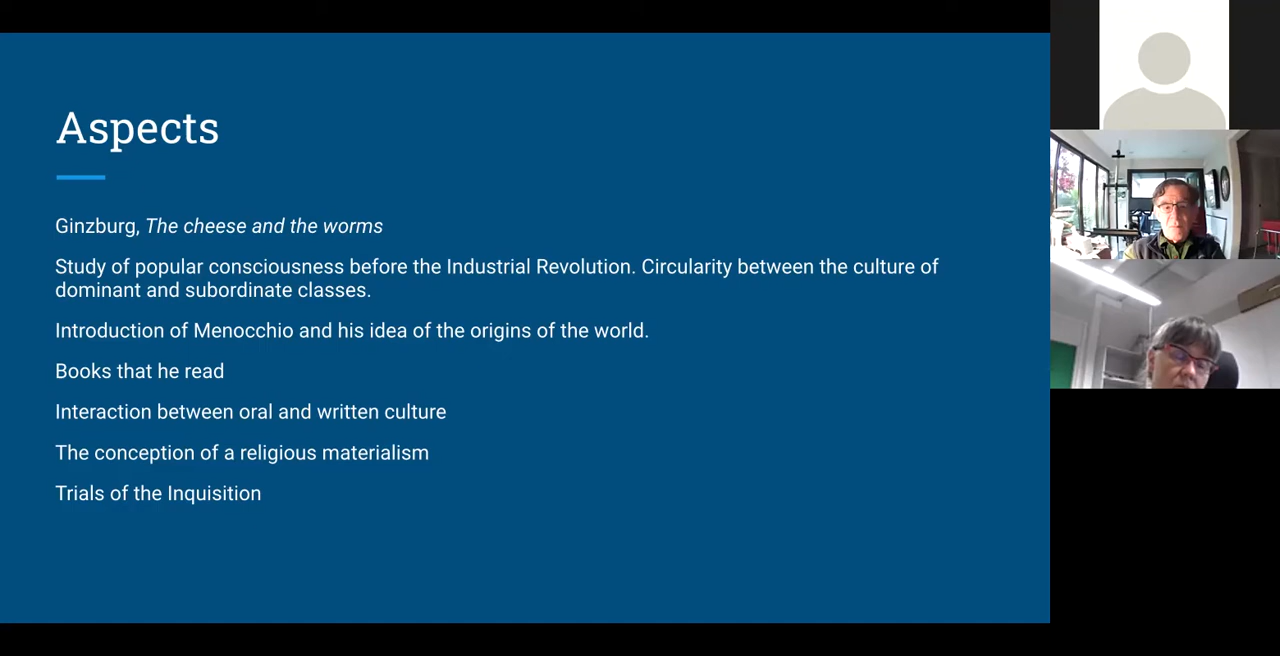 Aspects
Ginzburg, The cheese and the worms
Study of popular consciousness before the Industrial Revolution. Circularity between the culture of
dominant and subordinate classes.
Introduction of Menocchio and his idea of the origins of the world.
Books that he read
Interaction between oral and written culture
The conception of a religious materialism
Trials of the Inquisition